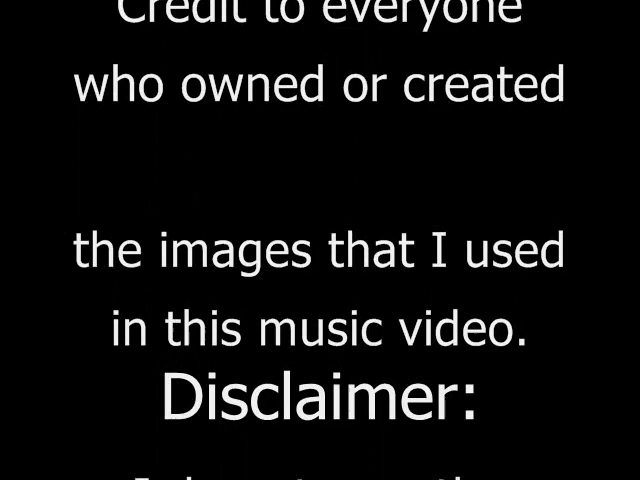 Credit to everyone
who owned or created
the images that I used
in this music video.
Disclaimer: